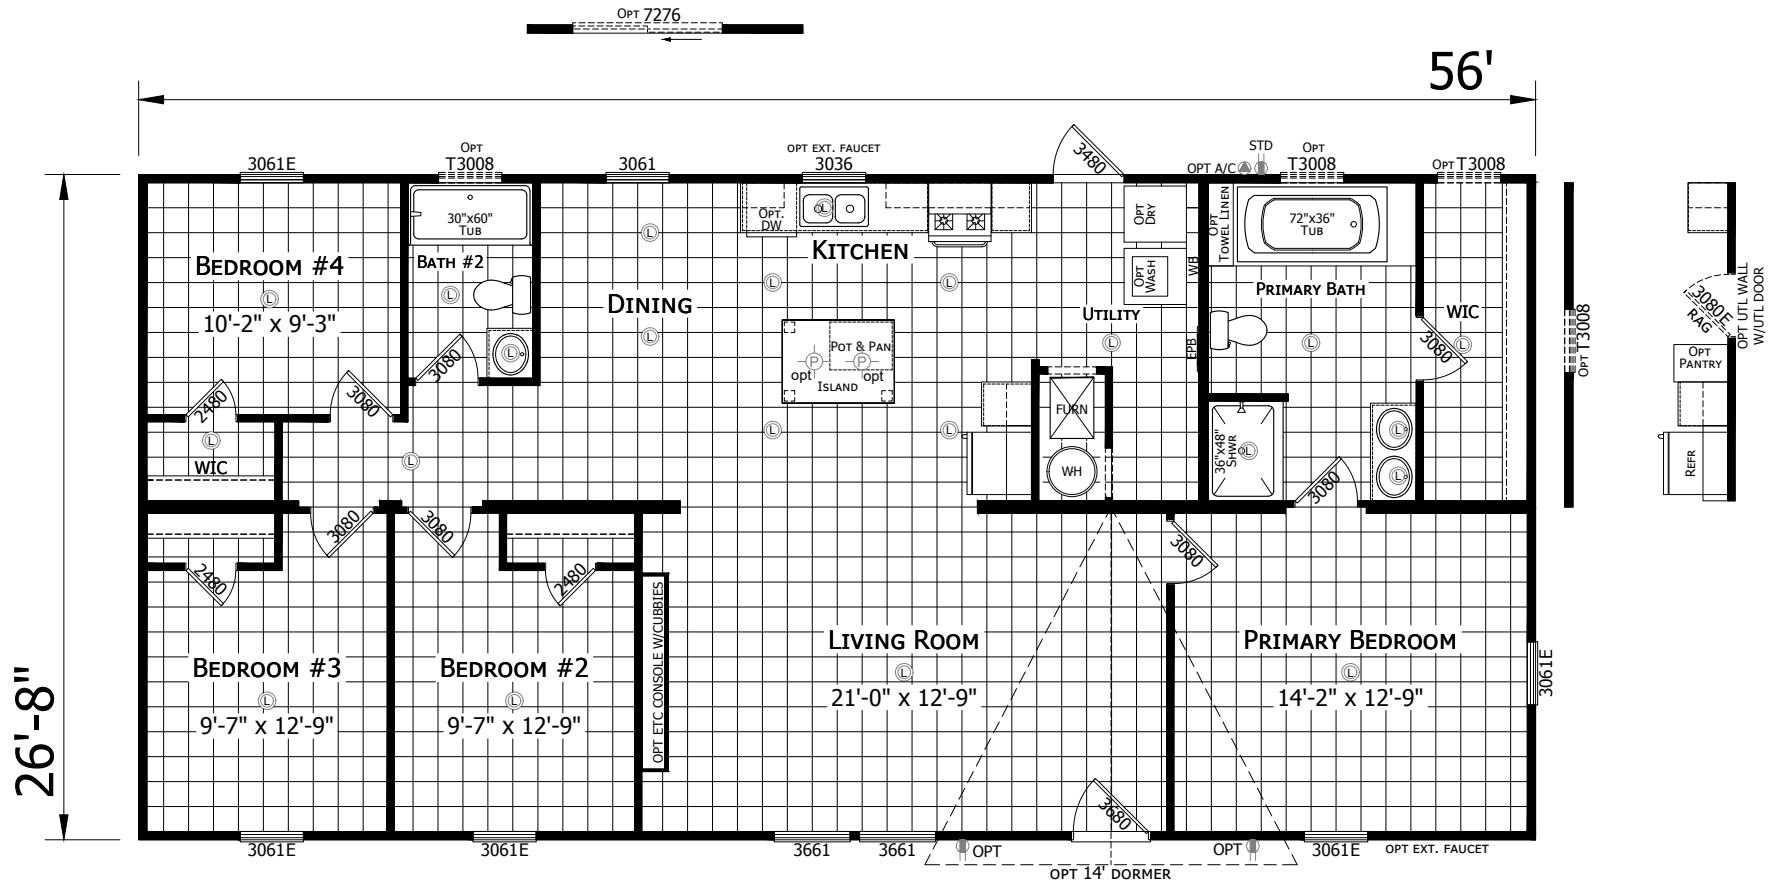 OPT 7276
56'
26'-8"
3061E
OPT
T3008
3061
OPT EXT. FAUCET
3036
3480
STD
OPT A/C
OPT
T3008
OPT T3008
BEDROOM #4
L
10'-2" X 9'-3"
30"x60"
TUB
BATH #2
L
L
3080
2480
3080
L
WIC
L
L
DINING
L
OPT.
DW
L
KITCHEN
L
L
L
L
POT & PAN
P
P
opt
opt
ISLAND
OPT
DRY
OPT
WASH
WB
UTILITY
L
EPB
FURN
WH
OPT
TOWEL LINEN
72"x36"
TUB
PRIMARY BATH
L
36"x48"
SHWR
L
L
L
3080
WIC
L
3080
OPT T3008
3080E
RAG
OPT UTL WALL
W/UTL DOOR
OPT
PANTRY
REFR
3080
3080
2480
2480
3080
BEDROOM #3
L
9'-7" X 12'-9"
BEDROOM #2
L
9'-7" X 12'-9"
OPT ETC CONSOLE W/CUBBIES
LIVING ROOM
L
21'-0" X 12'-9"
PRIMARY BEDROOM
L
14'-2" X 12'-9"
3061E
3680
3061E
3061E
3661
3661
OPT
OPT
3061E
OPT EXT. FAUCET
OPT 14' DORMER